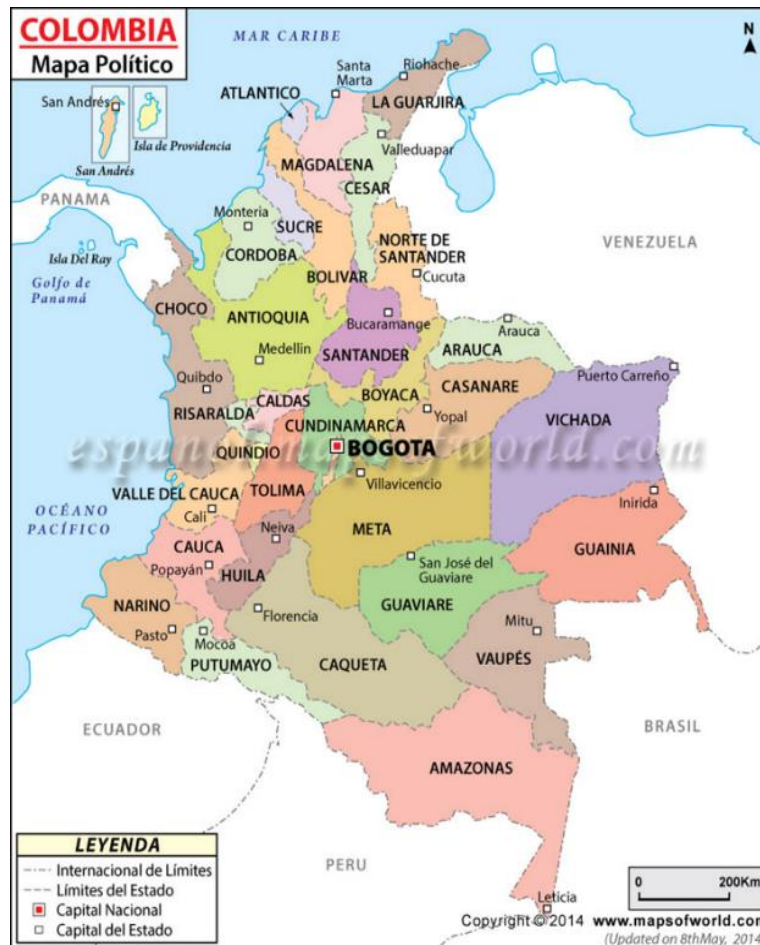 COLOMBIA
Mapa Político
MAR CARIBE
N
San Andrés
Isla de Providencia
San Andrés
ATLANTICO
Santa
Marta
Riohache
LA GUARJIRA
Valleduapar
MAGDALENA
CESAR
PANAMA
Monteria
SUCRE
CORDOBA
NORTE DE
SANTANDER
Cucuta
VENEZUELA
Isla Del Ray
Golfo de
Panamá
BOLIVAR
CHOCO
ANTIOQUIA
Bucaramange
Arauca
ARAUCA
Medellin
SANTANDER
Puerto Carreño
Quibdo
BOYACA
CASANARE
RISARALDA
CALDAS
Yopal
VICHADA
CUNDINAMARCA
espanol.mapsofworld.com
BOGOTA
QUINDIO
Villavicencio
VALLE DEL CAUCA
TOLIMA
Inirida
OCÉANO
PACÍFICO
Cali
Neiva
META
GUAINIA
CAUCA
San José del
Guaviare
Popayán
HUILA
NARINO
Florencia
GUAVIARE
Mitu
Pasto
Mocoa
VAUPÉS
PUTUMAYO
CAQUETA
ECUADOR
BRASIL
AMAZONAS
LEYENDA
Internacional de Límites
Límites del Estado
Capital Nacional
Capital del Estado
PERU
0 200Km
Leticia
Copyright © 2014 www.mapsofworld.com
(Updated on 8thMay, 2014